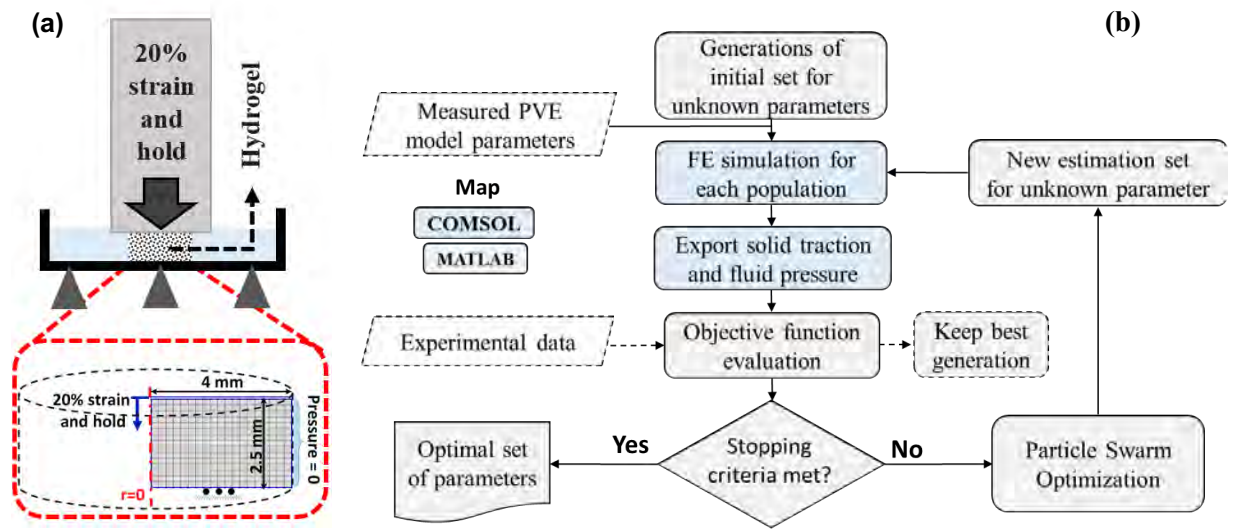 (a)
20%
strain
and
hold
Hydrogel
4 mm
20% strain
and hold
2.5 mm
Pressure = 0
r=0
(b)
Generations of
initial set for
unknown parameters
Measured PVE
model parameters
FE simulation for
each population
New estimation set
for unknown parameter
Map
COMSOL
MATLAB
Export solid traction
and fluid pressure
Experimental data
Objective function
evaluation
Keep best
generation
Optimal set
of parameters
Yes
Stopping
criteria met?
No
Particle Swarm
Optimization